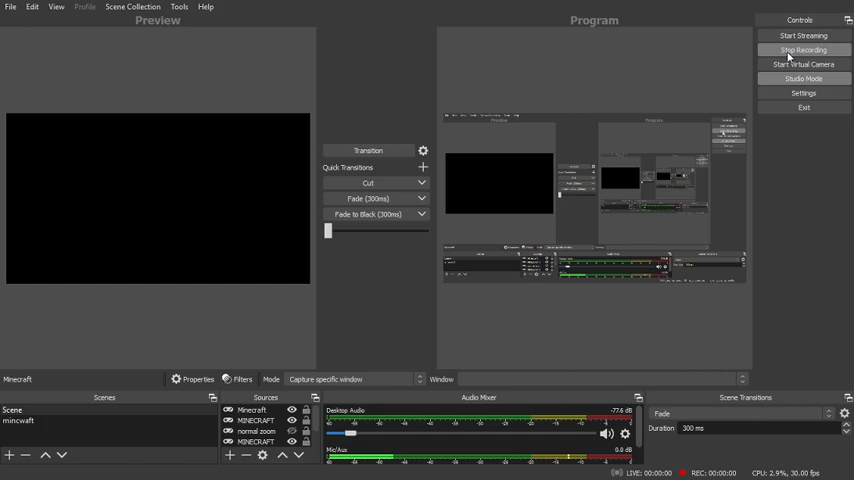 File Edit View Profile Scene Collection Tools Help
Preview
Program
Controls
Start Streaming
Stop Recording
Start Virtual Camera
Studio Mode
Settings
Exit
Transition
Quick Transitions
Cut
Fade (300ms)
Fade to Black (300ms)
Minecraft Properties Filters Mode Capture specific window Window
Scenes
Scene
mincwaft
Sources
Minecraft
MINECRAFT
normal zoom
MINECRAFT
Audio Mixer
Desktop Audio -77.6 dB
Mic/Aux 0.0 dB
Scene Transitions
Fade
Duration 300 ms
LIVE: 00:00:00 REC: 00:00:00 CPU: 2.9%, 30.00 fps